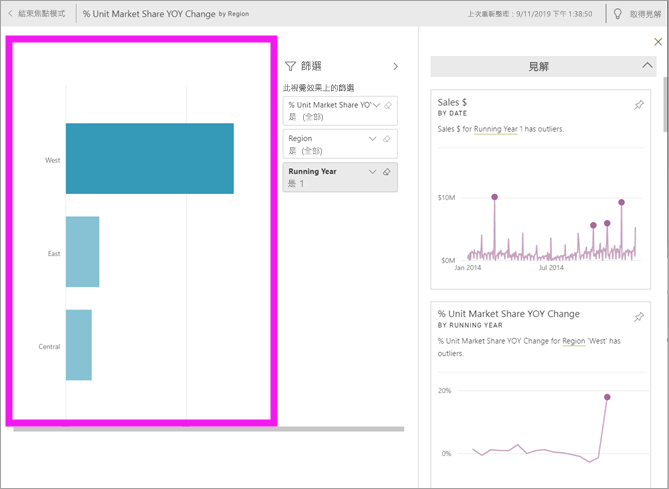 結束焦點模式
% Unit Market Share YOY Change by Region
上次重新整理：9/11/2019 下午 1:38:50
取得見解
West
East
Central
篩選
此視覺效果上的篩選
% Unit Market Share YO'
是 (全部)
Region
是 (全部)
Running Year
是 1
見解
Sales $
BY DATE
Sales $ for Running Year 1 has outliers.
$10M
$0M
Jan 2014
Jul 2014
% Unit Market Share YOY Change
BY RUNNING YEAR
% Unit Market Share YOY Change for Region 'West' has
outliers.
20%
0%